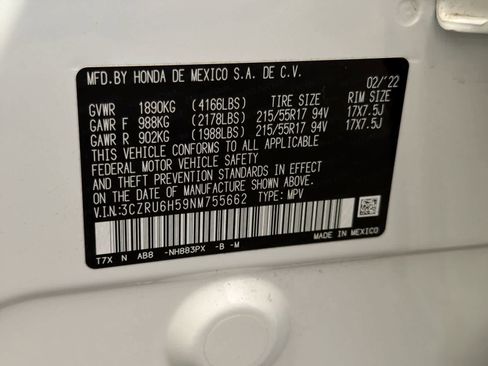 MFD. BY HONDA DE MEXICO S.A. DE C.V. 02/'22
GVWR 1890KG (4166LBS) TIRE SIZE RIM SIZE
GAWR F 988KG (2178LBS) 215/55R17 94V 17X7.5J
GAWR R 902KG (1988LBS) 215/55R17 94V 17X7.5J
THIS VEHICLE CONFORMS TO ALL APPLICABLE
FEDERAL MOTOR VEHICLE SAFETY
AND THEFT PREVENTION STANDARDS IN EFFECT
ON THE DATE OF MANUFACTURE SHOWN ABOVE.
V.I.N:3CZRU6H59NM755662 TYPE: MPV
T7X N AB8 -NH883PX -B -M MADE IN MEXICO